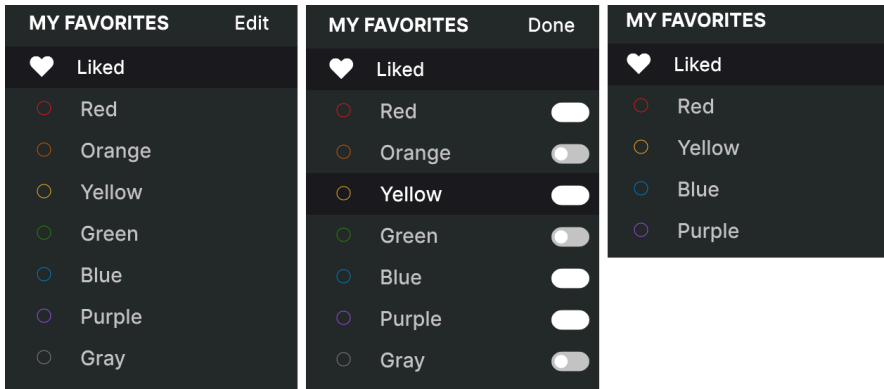 MY FAVORITES Edit
Liked
Red
Orange
Yellow
Green
Blue
Purple
Gray
MY FAVORITES Done
Liked
Red
Orange
Yellow
Green
Blue
Purple
Gray
MY FAVORITES
Liked
Red
Yellow
Blue
Purple